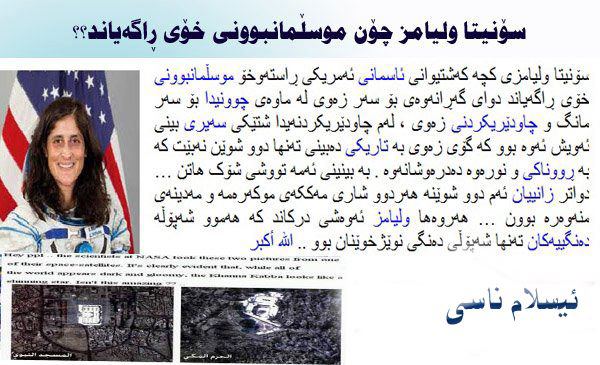 سۆنیتا ولیامز چۆن موسڵمانبوونی خۆی ڕاگەیاند؟؟
سۆنیتا ولیامزی کچە کەشتیوانی ئاسمانی ئەمریکی ڕاستەوخۆ موسڵمانبوونی
خۆی ڕاگەیاند دوای گەرانەوەی بۆ سەر زەوی لە ماوەی چوونیدا بۆ سەر
مانگ و چاودێریکردنی زەوی ، لەم چاودێریکردنەیدا شتێکی سەیری بینی
ئەویش ئەوە بوو کە گۆی زەوی بە تاریکی دەبینی تەنها دوو شوێن نەبێت کە
بە ڕووناکی و نورەوە دەدرەوشانەوە . بە بینینی ئەمە تووشی شۆک هاتن ...
دواتر زانییان ئەم دوو شوێنە هەردوو شاری مەککەی موکەرەمە و مەدینەی
منەوەرە بوون ... هەروەها ولیامز ئەوەشی درکاند کە هەموو شەپۆلە
دەنگییەکان تەنها شەپۆلی دەنگی نوێژخوێنان بوو .. الله أكبر
Hey ppl .. the scientists at NASA took these two pictures from one
of their space-satellites. It's clearly evident that, while all of
the world appears dark and gloomy, the Khanna Kabba looks like a
shining star. Isn't this amazing ??
ئیسلام ناسی
المسجد النبوي
الحرم المكي